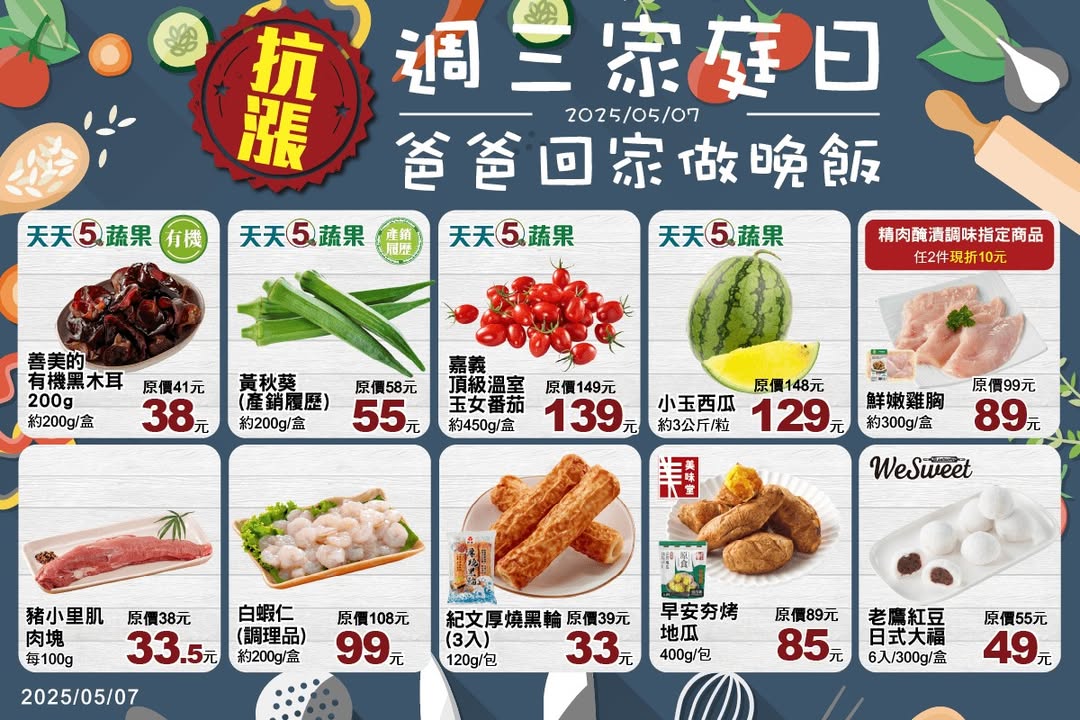 抗漲
週三家庭日
2025/05/07
爸爸回家做晚飯
天天5蔬果
有機
善美的
有機黑木耳
200g
約200g/盒
原價41元
38元
天天5蔬果
產銷
履歷
黃秋葵
(產銷履歷)
約200g/盒
原價58元
55元
天天5蔬果
嘉義
頂級溫室
玉女番茄
約450g/盒
原價149元
139元
天天5蔬果
小玉西瓜
約3公斤/粒
原價148元
129元
精肉醃漬調味指定商品
任2件現折10元
鮮嫩雞胸
約300g/盒
原價99元
89元
豬小里肌
肉塊
每100g
原價38元
33.5元
白蝦仁
(調理品)
約200g/盒
原價108元
99元
紀文厚燒黑輪
(3入)
120g/包
原價39元
33元
美味堂
原食
早安夯烤
地瓜
400g/包
原價89元
85元
WeSweet
老鷹紅豆
日式大福
6入/300g/盒
原價55元
49元
2025/05/07